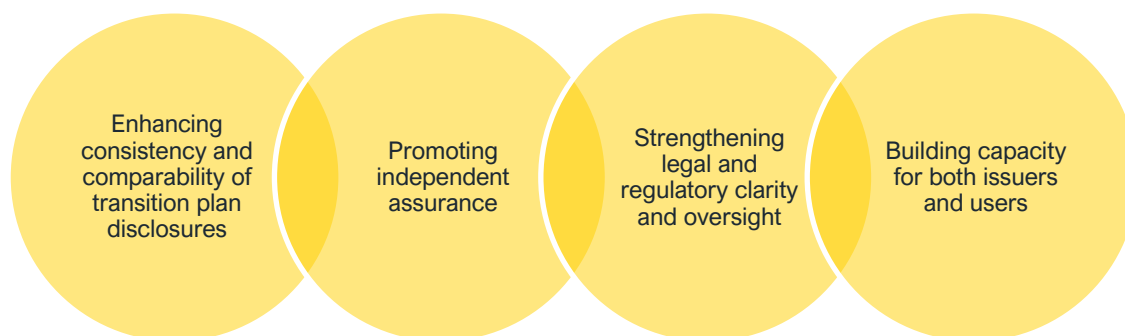 Enhancing
consistency and
comparability of
transition plan
disclosures
Promoting
independent
assurance
Strengthening
legal and
regulatory clarity
and oversight
Building capacity
for both issuers
and users